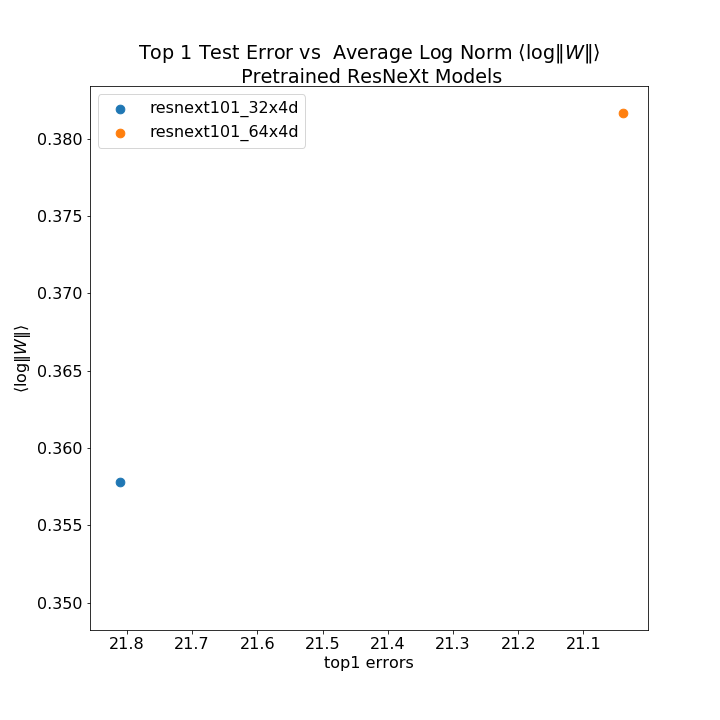 Top 1 Test Error vs  Average Log Norm ⟨log‖W‖⟩
Pretrained ResNeXt Models
resnext101_32x4d
resnext101_64x4d
0.380
0.375
0.370
0.365
0.360
0.355
0.350
⟨log‖W‖⟩
21.8 21.7 21.6 21.5 21.4 21.3 21.2 21.1
top1 errors